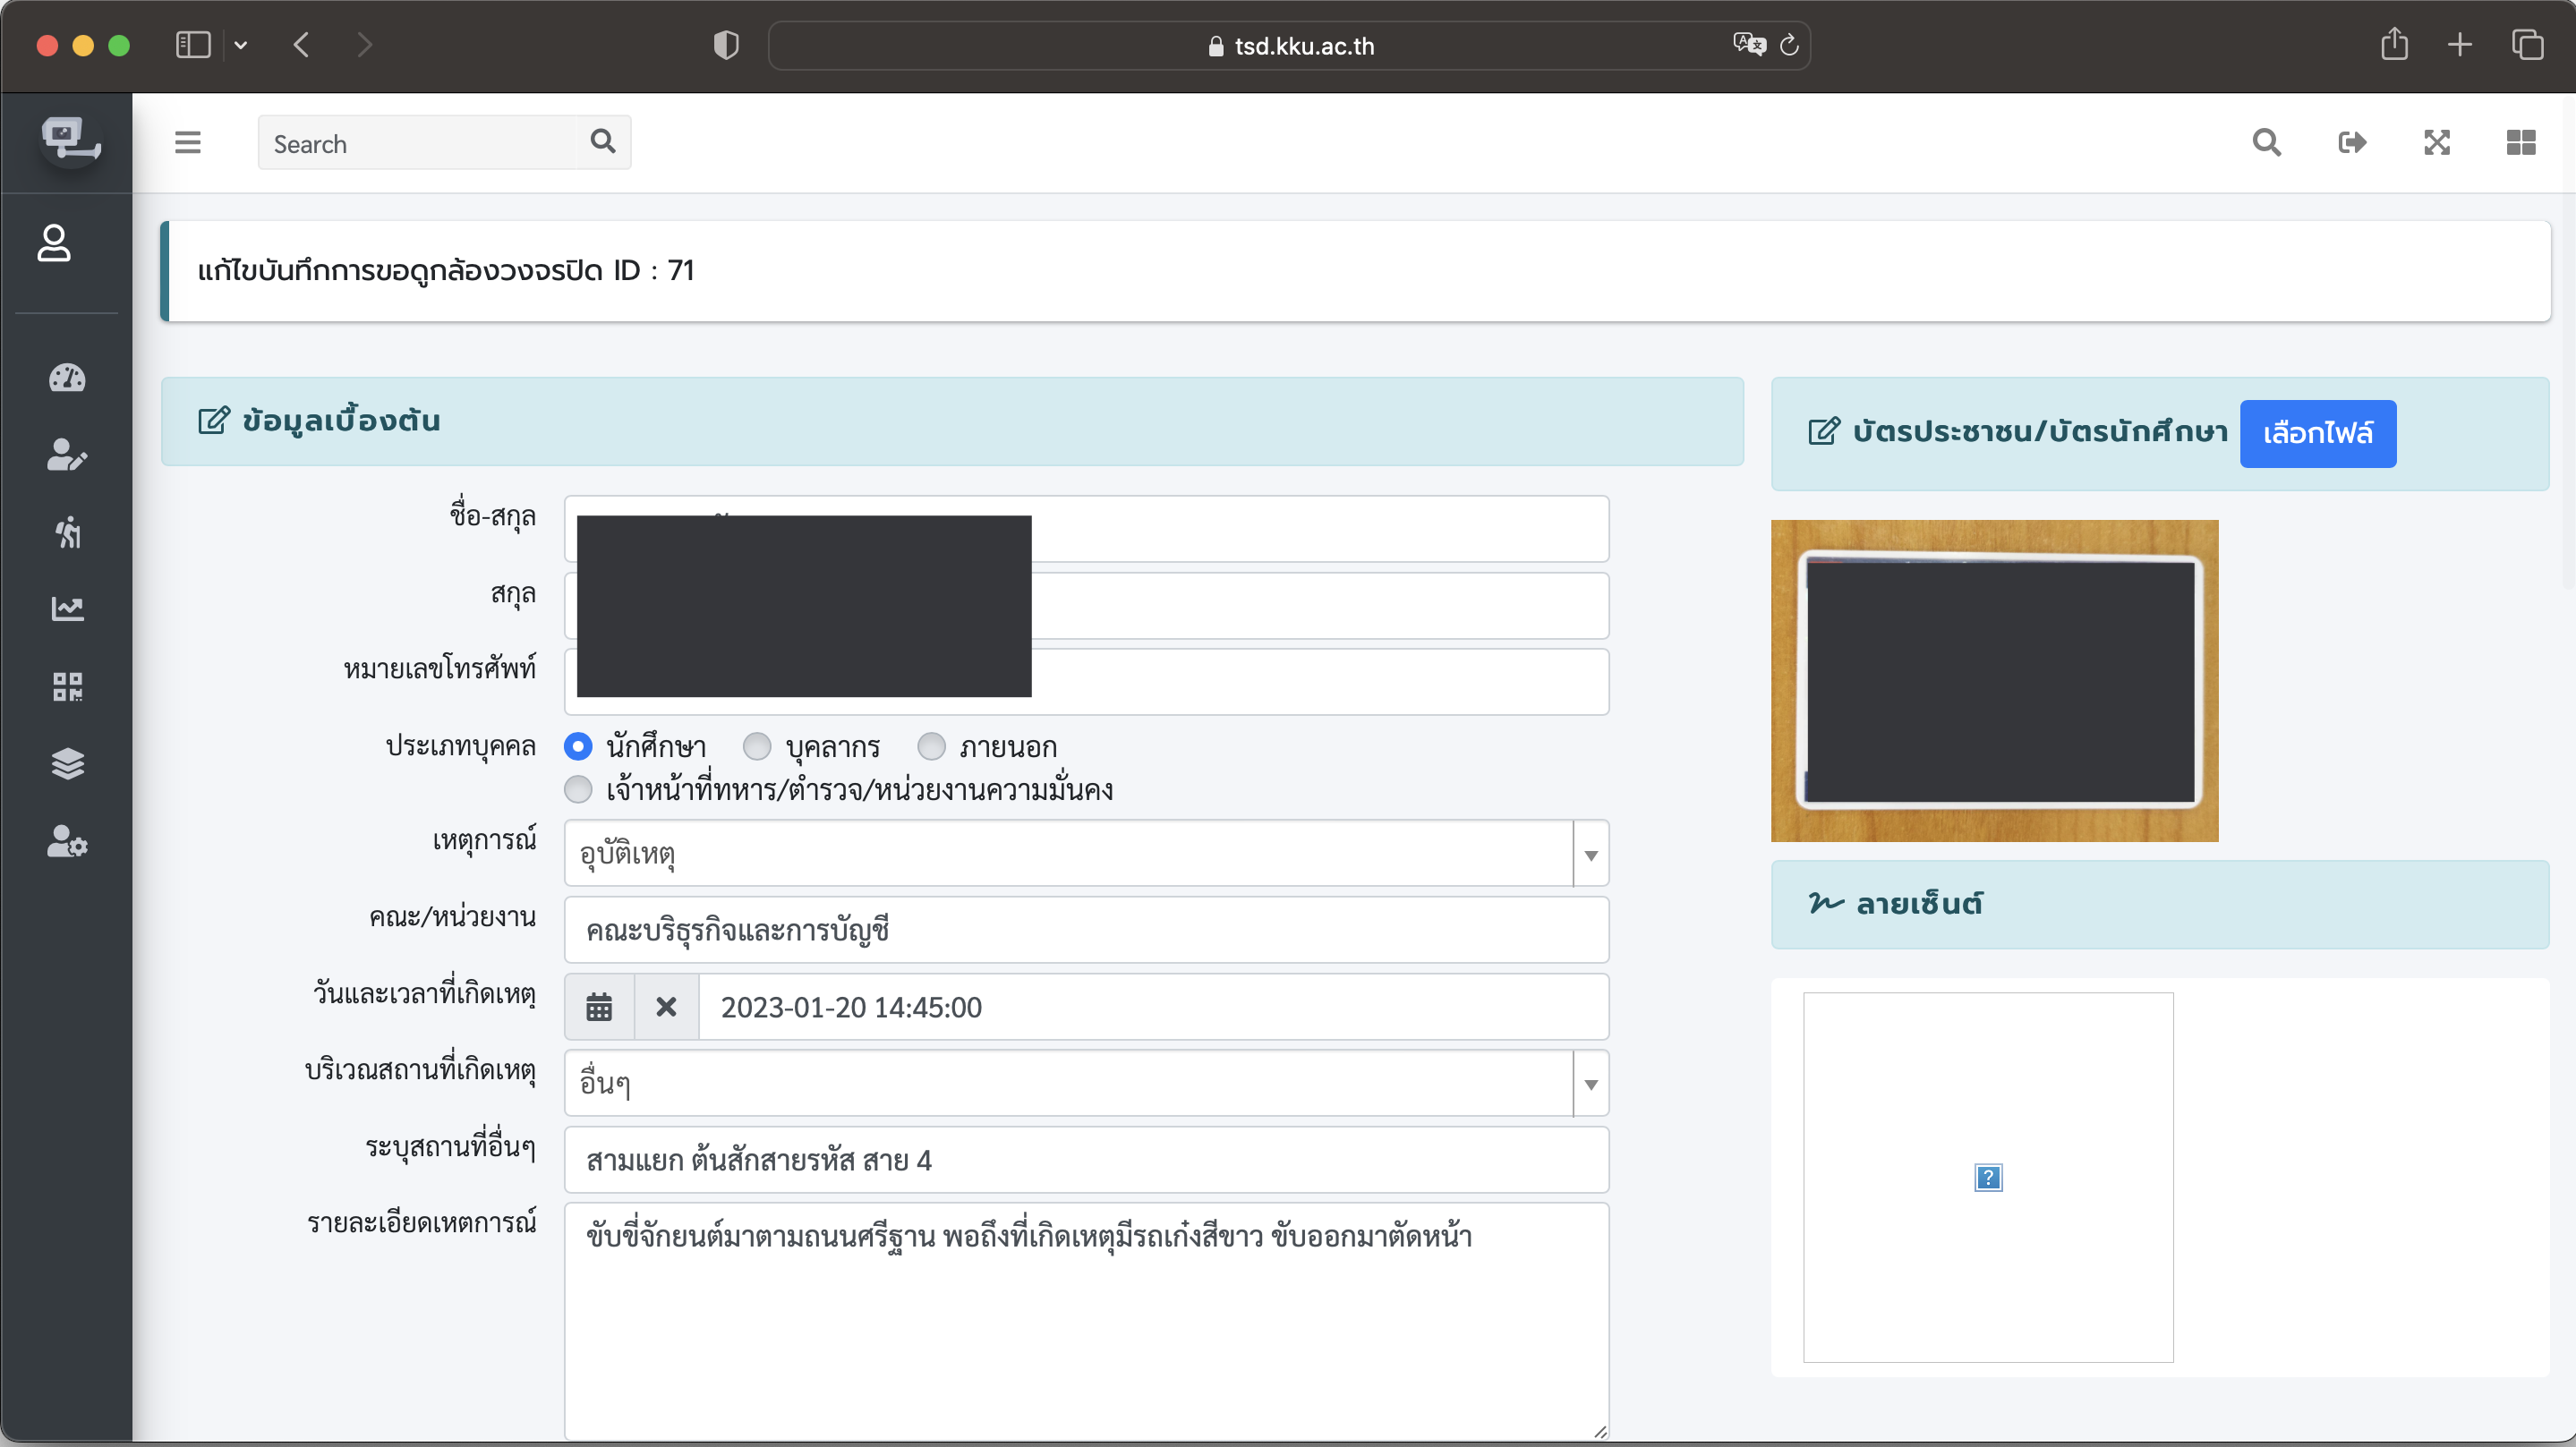 tsd.kku.ac.th
Search
แก้ไขบันทึกการขอดูกล้องวงจรปิด ID : 71
ข้อมูลเบื้องต้น
ชื่อ-สกุล
สกุล
หมายเลขโทรศัพท์
ประเภทบุคคล
นักศึกษา บุคลากร ภายนอก
เจ้าหน้าที่ทหาร/ตำรวจ/หน่วยงานความมั่นคง
เหตุการณ์ อุบัติเหตุ
คณะ/หน่วยงาน คณะบริธุรกิจและการบัญชี
วันและเวลาที่เกิดเหตุ 2023-01-20 14:45:00
บริเวณสถานที่เกิดเหตุ อื่นๆ
ระบุสถานที่อื่นๆ สามแยก ต้นสักสายรหัส สาย 4
รายละเอียดเหตการณ์ ขับขี่จักยนต์มาตามถนนศรีฐาน พอถึงที่เกิดเหตุมีรถเก๋งสีขาว ขับออกมาตัดหน้า
บัตรประชาชน/บัตรนักศึกษา เลือกไฟล์
ลายเซ็นต์